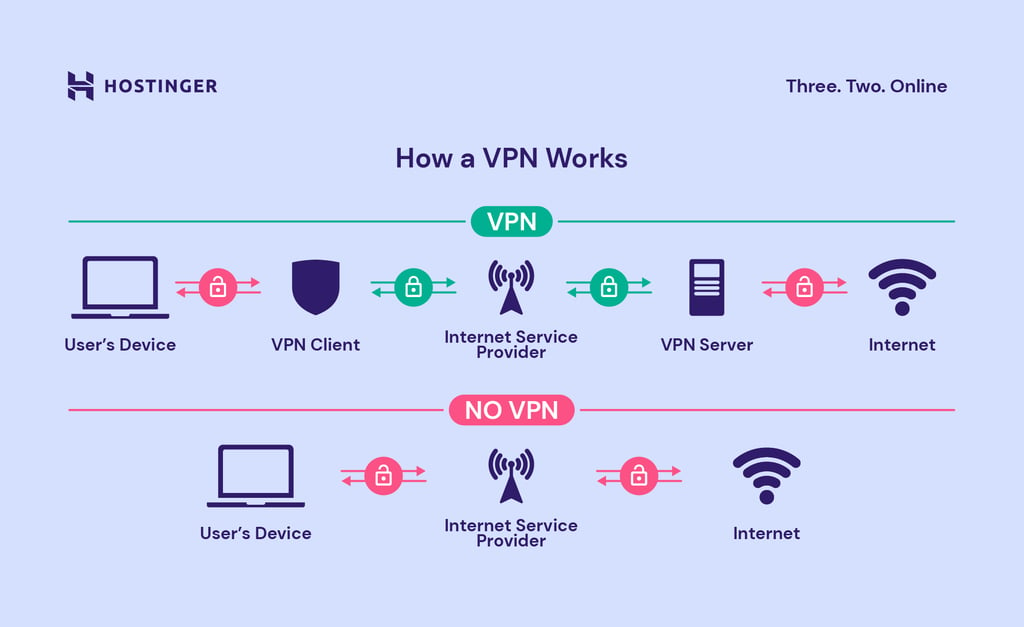 HOSTINGER
Three. Two. Online
How a VPN Works
VPN
User’s Device
VPN Client
Internet Service
Provider
VPN Server
Internet
NO VPN
User’s Device
Internet Service
Provider
Internet